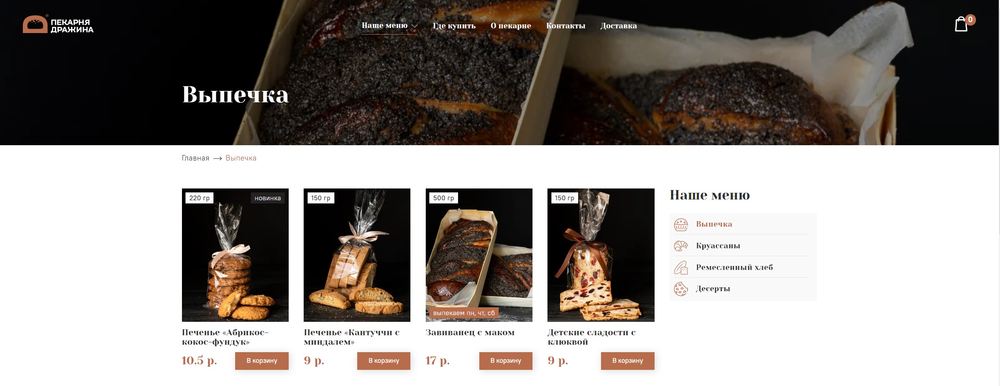 ПЕКАРНЯ
ДРАЖИНА
®
Наше меню
Где купить
О пекарне
Контакты
Доставка
0
Выпечка
Главная → Выпечка
220 гр
новинка
Печенье «Абрикос-
кокос-фундук»
10.5 р.
В корзину
150 гр
Печенье «Кантуччи с
миндалем»
9 р.
В корзину
500 гр
выпекаем пн, чт, сб
Завиванец с маком
17 р.
В корзину
150 гр
Детские сладости с
клюквой
9 р.
В корзину
Наше меню
Выпечка
Круассаны
Ремесленный хлеб
Десерты